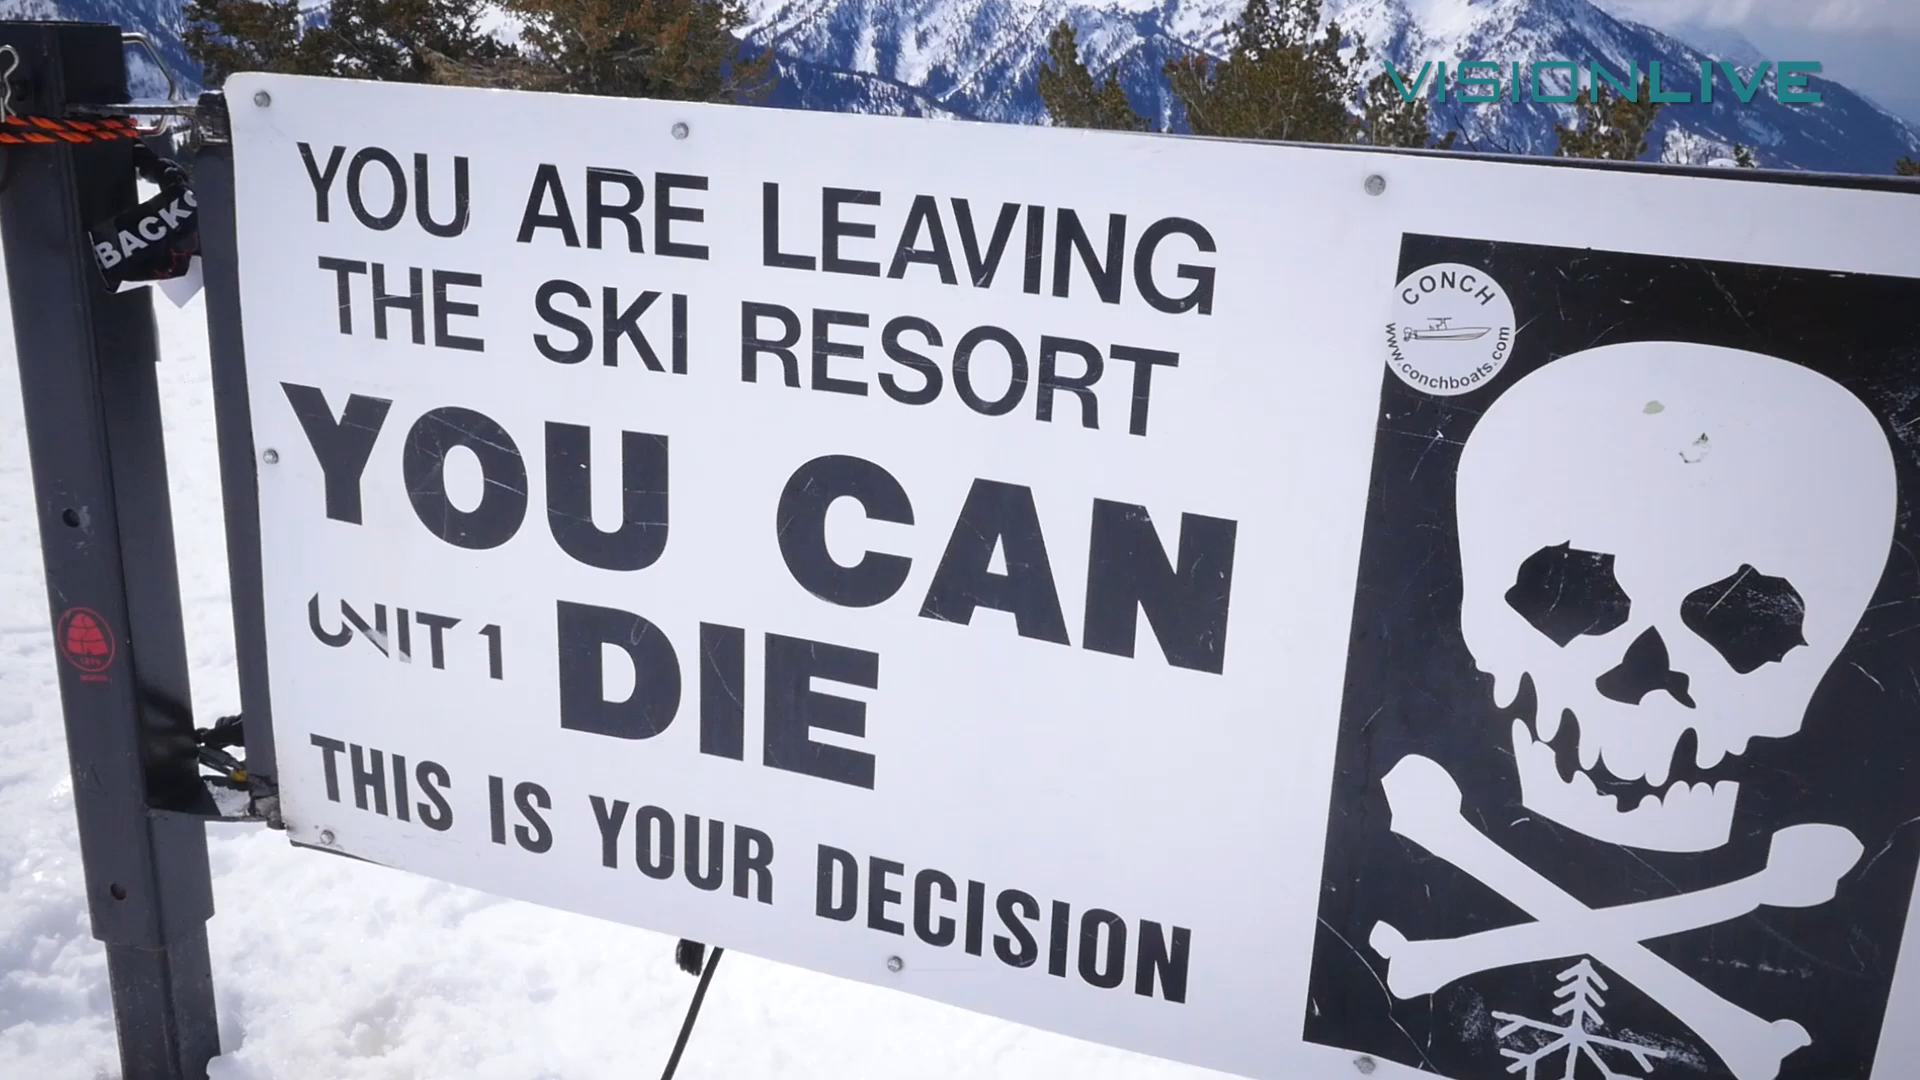 VISIONLIVE
BACKC
YOU ARE LEAVING
THE SKI RESORT
YOU CAN
UNIT 1
DIE
THIS IS YOUR DECISION
CONCH
www.conchboats.com